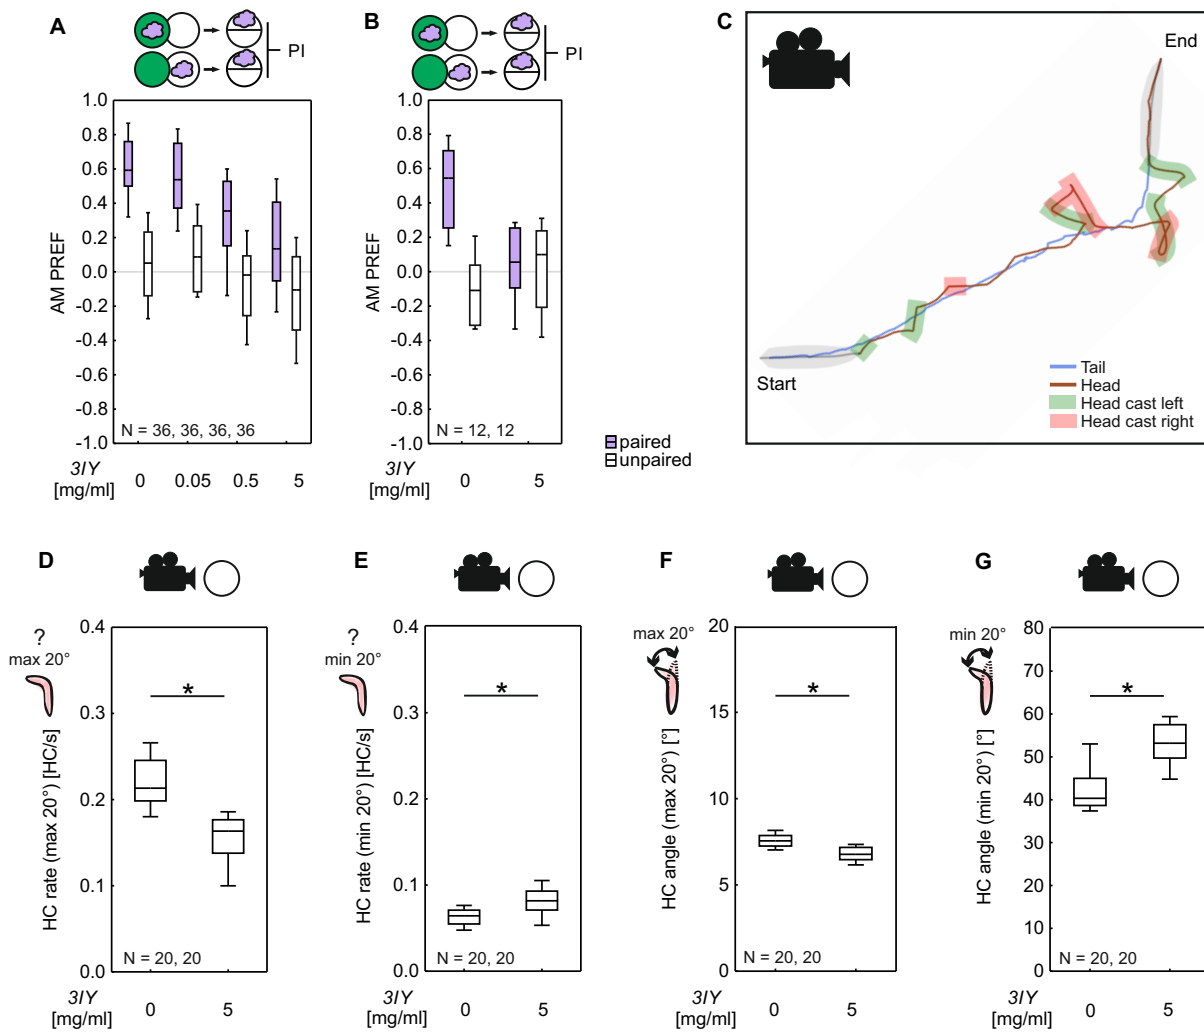 A
PI
AM PREF
1.0
0.8
0.6
0.4
0.2
0.0
-0.2
-0.4
-0.6
-0.8
-1.0
N = 36, 36, 36, 36
3IY
[mg/ml]
0 0.05 0.5 5
B
PI
AM PREF
1.0
0.8
0.6
0.4
0.2
0.0
-0.2
-0.4
-0.6
-0.8
-1.0
N = 12, 12
3IY
[mg/ml]
0 5
paired
unpaired
C
End
Start
Tail
Head
Head cast left
Head cast right
D
?
max 20°
HC rate (max 20°) [HC/s]
0.4
0.3
0.2
0.1
0.0
*
N = 20, 20
3IY
[mg/ml]
0 5
E
?
min 20°
HC rate (min 20°) [HC/s]
0.4
0.3
0.2
0.1
0.0
*
N = 20, 20
3IY
[mg/ml]
0 5
F
max 20°
HC angle (max 20°) [°]
20
15
10
5
0
*
N = 20, 20
3IY
[mg/ml]
0 5
G
min 20°
HC angle (min 20°) [°]
80
70
60
50
40
30
20
10
0
*
N = 20, 20
3IY
[mg/ml]
0 5